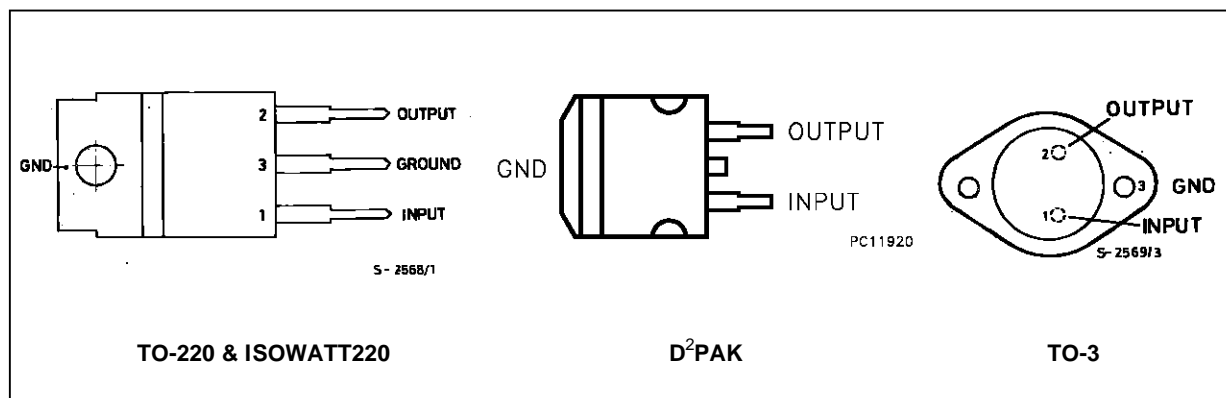 2 OUTPUT
GND 3 GROUND
1 INPUT
S-2568/1
TO-220 & ISOWATT220
OUTPUT
GND
INPUT
PC11920
D²PAK
OUTPUT
2
3 GND
1
INPUT
S-2569/3
TO-3